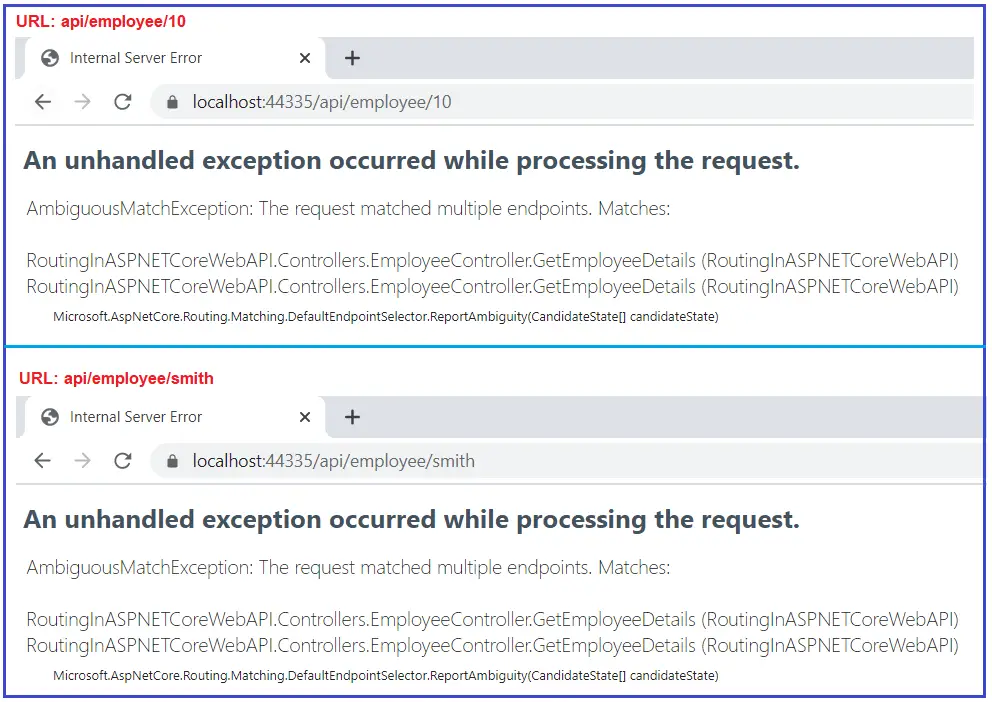 URL: api/employee/10
Internal Server Error
localhost:44335/api/employee/10
An unhandled exception occurred while processing the request.
AmbiguousMatchException: The request matched multiple endpoints. Matches:
RoutingInASPNETCoreWebAPI.Controllers.EmployeeController.GetEmployeeDetails (RoutingInASPNETCoreWebAPI)
RoutingInASPNETCoreWebAPI.Controllers.EmployeeController.GetEmployeeDetails (RoutingInASPNETCoreWebAPI)
Microsoft.AspNetCore.Routing.Matching.DefaultEndpointSelector.ReportAmbiguity(CandidateState[] candidateState)
URL: api/employee/smith
Internal Server Error
localhost:44335/api/employee/smith
An unhandled exception occurred while processing the request.
AmbiguousMatchException: The request matched multiple endpoints. Matches:
RoutingInASPNETCoreWebAPI.Controllers.EmployeeController.GetEmployeeDetails (RoutingInASPNETCoreWebAPI)
RoutingInASPNETCoreWebAPI.Controllers.EmployeeController.GetEmployeeDetails (RoutingInASPNETCoreWebAPI)
Microsoft.AspNetCore.Routing.Matching.DefaultEndpointSelector.ReportAmbiguity(CandidateState[] candidateState)